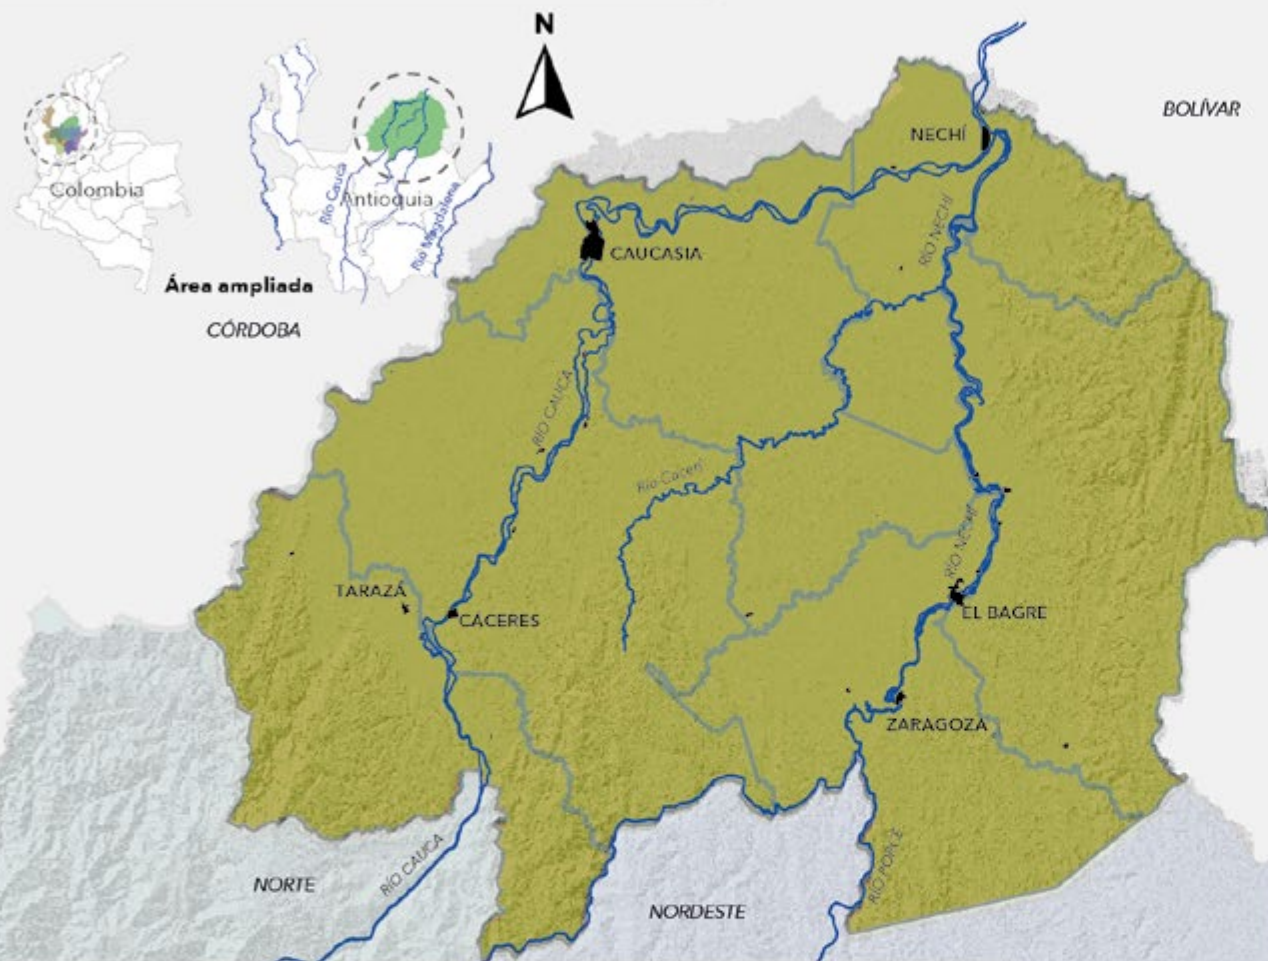 N
BOLÍVAR
NECHÍ
Colombia
Río Cauca
Antioquia
Río Magdalena
RÍO NECHÍ
CAUCASIA
Área ampliada
CÓRDOBA
RÍO CAUCA
Río Cacerí
RÍO NECHÍ
TARAZÁ
CÁCERES
EL BAGRE
ZARAGOZA
RÍO CAUCA
NORTE
RÍO PORCE
NORDESTE